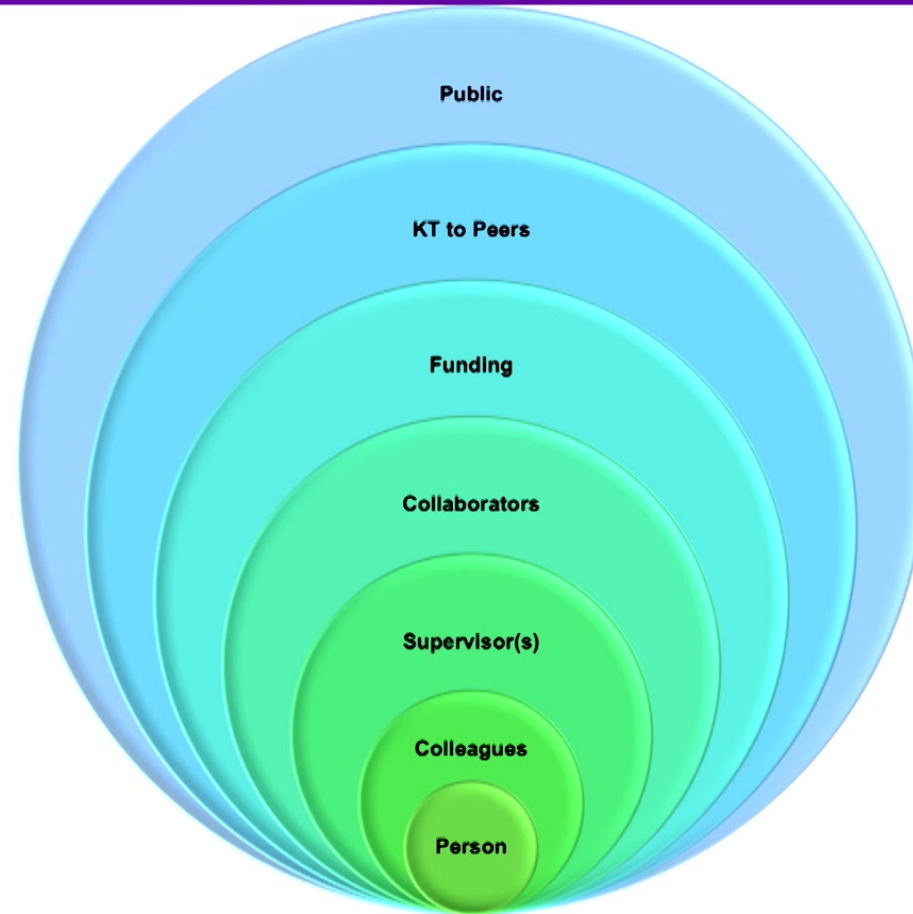 Public
KT to Peers
Funding
Collaborators
Supervisor(s)
Colleagues
Person